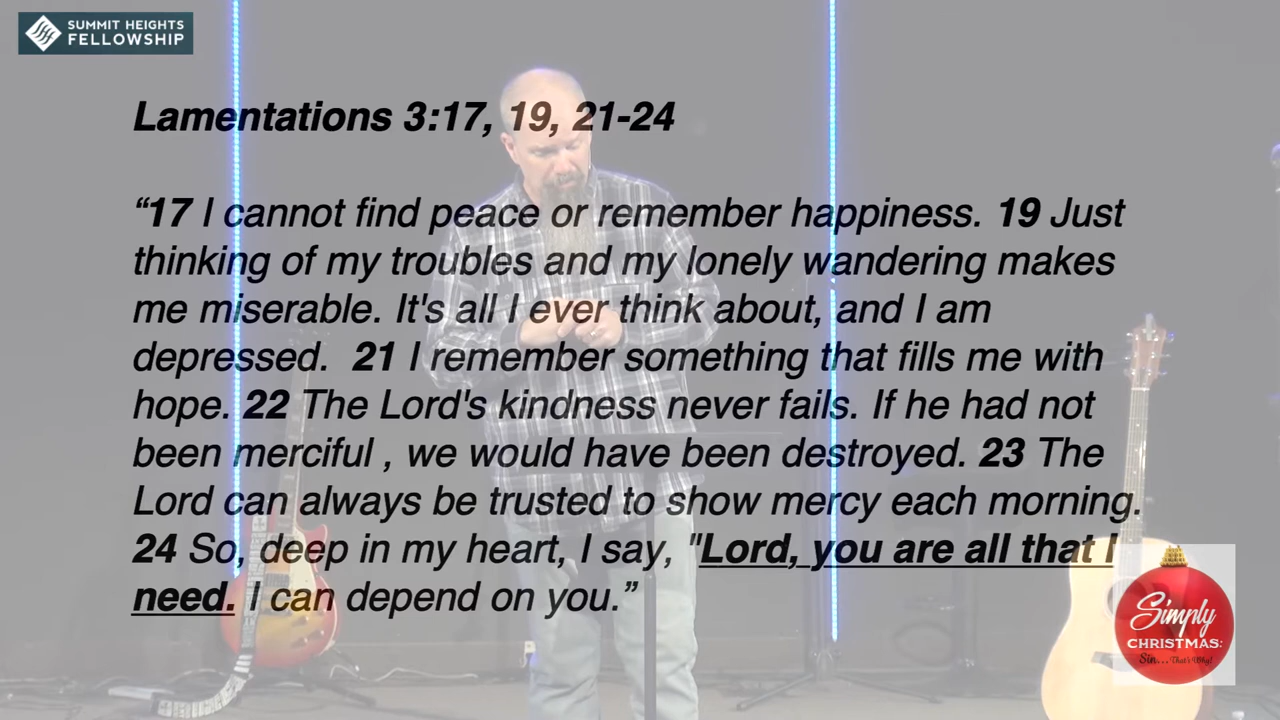 SUMMIT HEIGHTS
FELLOWSHIP
Lamentations 3:17, 19, 21-24
“17 I cannot find peace or remember happiness. 19 Just
thinking of my troubles and my lonely wandering makes
me miserable. It's all I ever think about, and I am
depressed. 21 I remember something that fills me with
hope. 22 The Lord's kindness never fails. If he had not
been merciful , we would have been destroyed. 23 The
Lord can always be trusted to show mercy each morning.
24 So, deep in my heart, I say, "Lord, you are all that I
need. I can depend on you.”
Simply
CHRISTMAS:
Sin... That's Why!